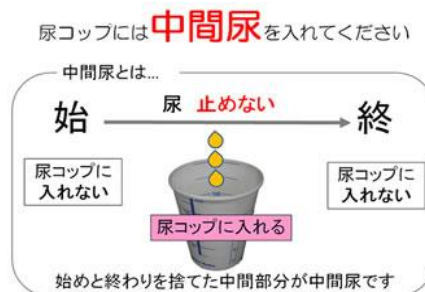 尿コップには中間尿を入れてください
中間尿とは...
始 尿 止めない 終
尿コップに
入れない
尿コップに
入れない
尿コップに入れる
始めと終わりを捨てた中間部分が中間尿です